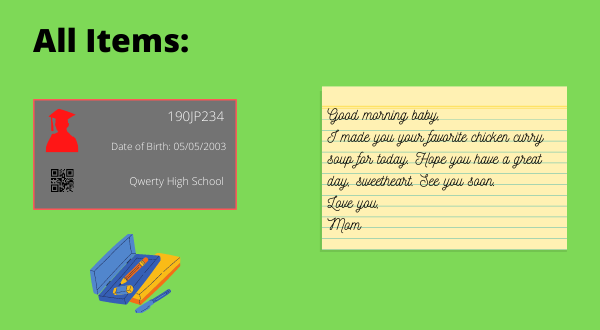 All Items:
190JP234
Date of Birth: 05/05/2003
Qwerty High School
Good morning baby,
I made you your favorite chicken curry
soup for today. Hope you have a great
day, sweetheart. See you soon.
Love you,
Mom